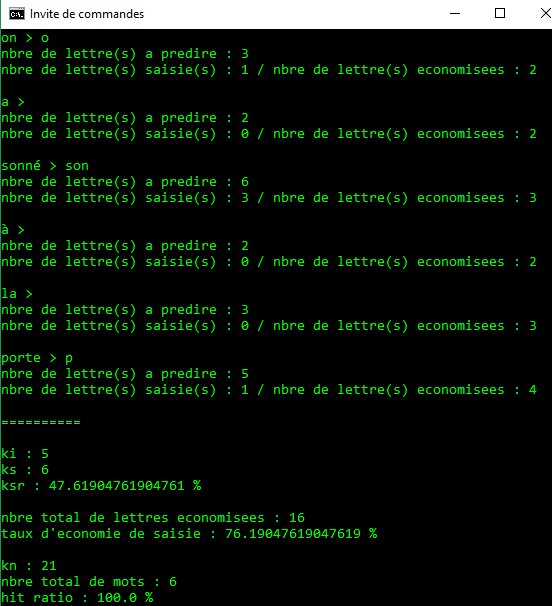 Invite de commandes
on > o
nbre de lettre(s) a predire : 3
nbre de lettre(s) saisie(s) : 1 / nbre de lettre(s) economisees : 2
a >
nbre de lettre(s) a predire : 2
nbre de lettre(s) saisie(s) : 0 / nbre de lettre(s) economisees : 2
sonné > son
nbre de lettre(s) a predire : 6
nbre de lettre(s) saisie(s) : 3 / nbre de lettre(s) economisees : 3
à >
nbre de lettre(s) a predire : 2
nbre de lettre(s) saisie(s) : 0 / nbre de lettre(s) economisees : 2
la >
nbre de lettre(s) a predire : 3
nbre de lettre(s) saisie(s) : 0 / nbre de lettre(s) economisees : 3
porte > p
nbre de lettre(s) a predire : 5
nbre de lettre(s) saisie(s) : 1 / nbre de lettre(s) economisees : 4
==========
ki : 5
ks : 6
ksr : 47.61904761904761 %
nbre total de lettres economisees : 16
taux d'economie de saisie : 76.19047619047619 %
kn : 21
nbre total de mots : 6
hit ratio : 100.0 %